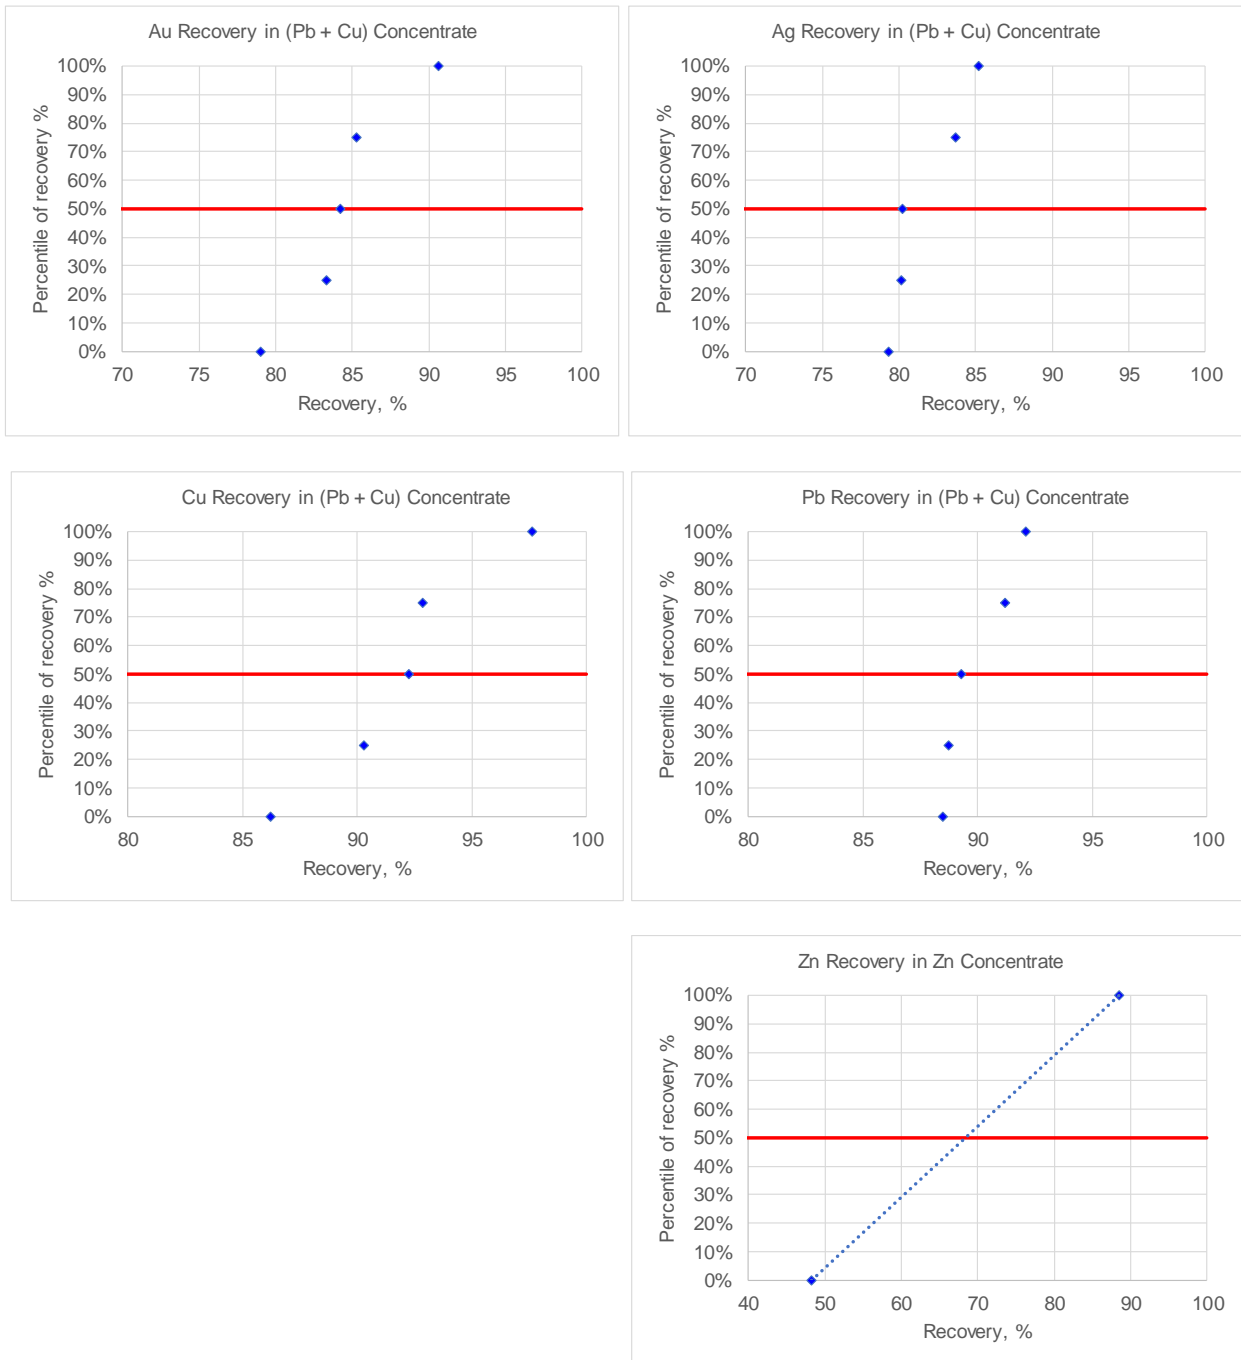 Au Recovery in (Pb + Cu) Concentrate
Percentile of recovery %
100%
90%
80%
70%
60%
50%
40%
30%
20%
10%
0%
70 75 80 85 90 95 100
Recovery, %
Ag Recovery in (Pb + Cu) Concentrate
Percentile of recovery %
100%
90%
80%
70%
60%
50%
40%
30%
20%
10%
0%
70 75 80 85 90 95 100
Recovery, %
Cu Recovery in (Pb + Cu) Concentrate
Percentile of recovery %
100%
90%
80%
70%
60%
50%
40%
30%
20%
10%
0%
80 85 90 95 100
Recovery, %
Pb Recovery in (Pb + Cu) Concentrate
Percentile of recovery %
100%
90%
80%
70%
60%
50%
40%
30%
20%
10%
0%
80 85 90 95 100
Recovery, %
Zn Recovery in Zn Concentrate
Percentile of recovery %
100%
90%
80%
70%
60%
50%
40%
30%
20%
10%
0%
40 50 60 70 80 90 100
Recovery, %